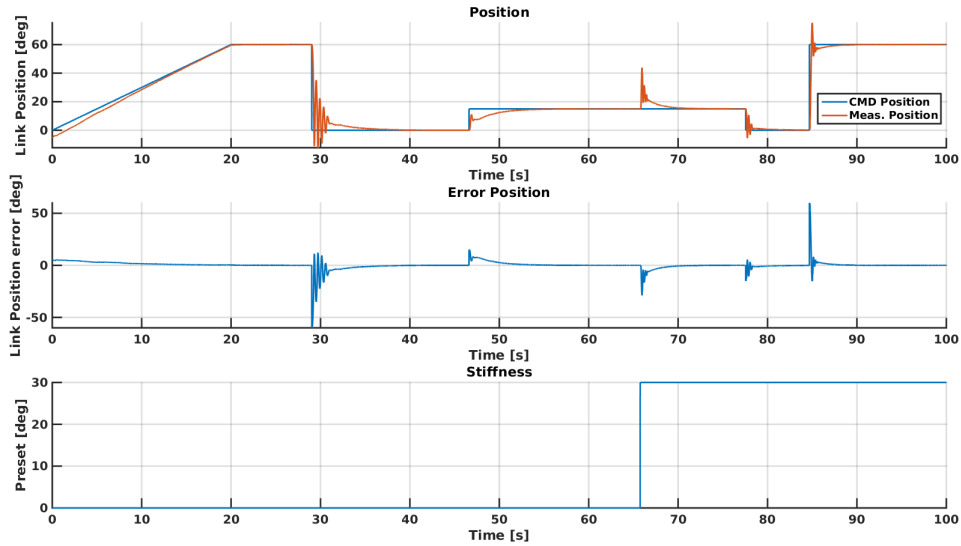 Position
Link Position [deg]
60
40
20
0
CMD Position
Meas. Position
0 10 20 30 40 50 60 70 80 90 100
Time [s]
Error Position
Link Position error [deg]
50
0
-50
0 10 20 30 40 50 60 70 80 90 100
Time [s]
Stiffness
Preset [deg]
30
20
10
0
0 10 20 30 40 50 60 70 80 90 100
Time [s]